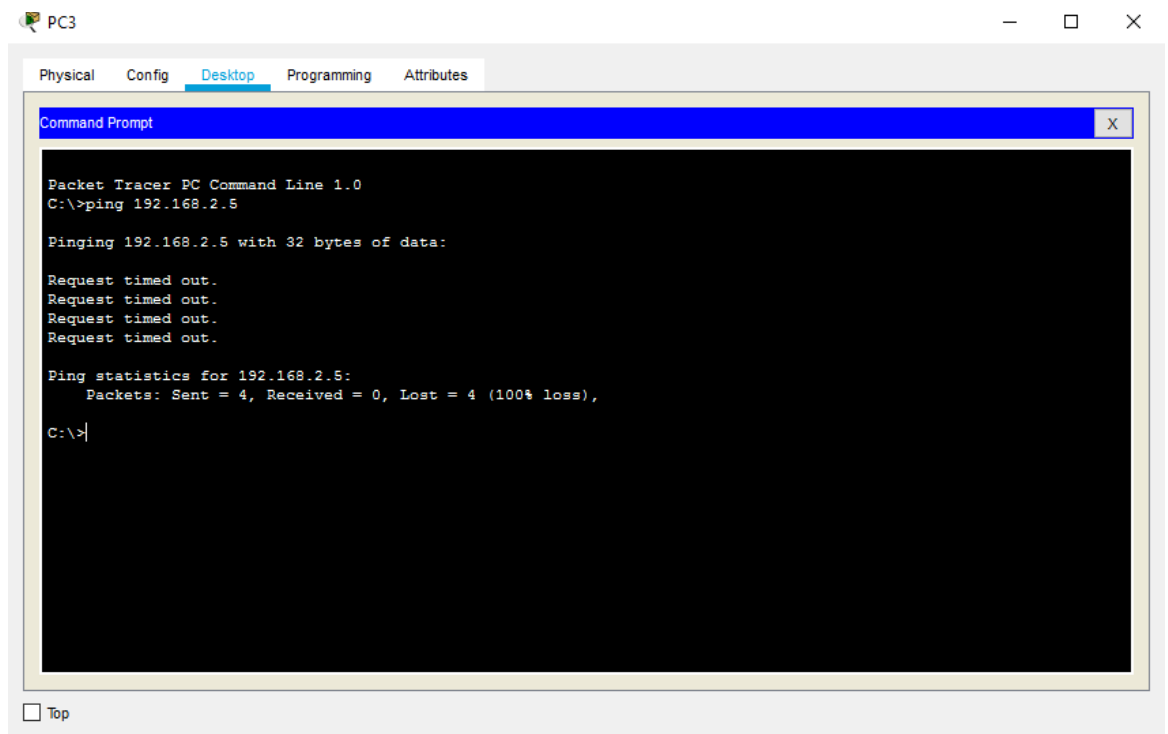 PC3
Physical Config Desktop Programming Attributes
Command Prompt
X
Packet Tracer PC Command Line 1.0
C:\>ping 192.168.2.5
Pinging 192.168.2.5 with 32 bytes of data:
Request timed out.
Request timed out.
Request timed out.
Request timed out.
Ping statistics for 192.168.2.5:
Packets: Sent = 4, Received = 0, Lost = 4 (100% loss),
C:\>
Top